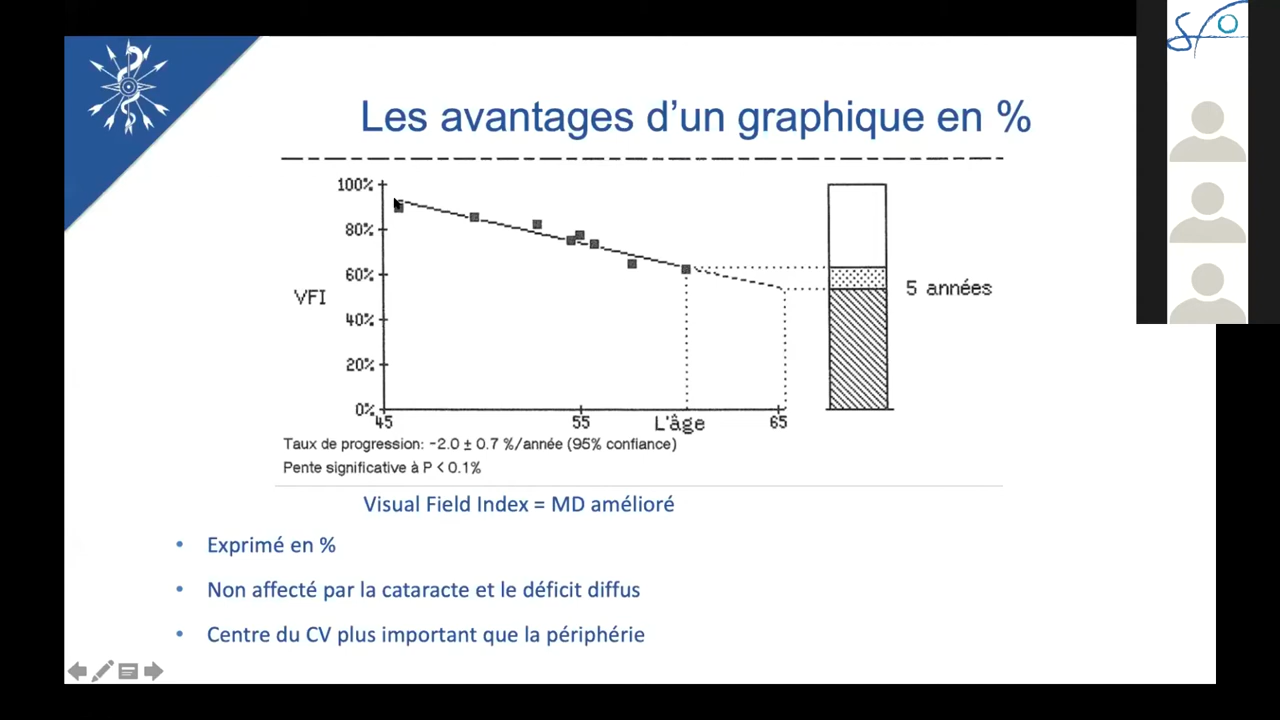 SFO
Les avantages d'un graphique en %
100%
80%
60%
VFI
40%
20%
0%
45
55
L'âge
65
5 années
Taux de progression: -2.0 ± 0.7 %/année (95% confiance)
Pente significative à P < 0.1%
Visual Field Index = MD amélioré
• Exprimé en %
• Non affecté par la cataracte et le déficit diffus
• Centre du CV plus important que la périphérie